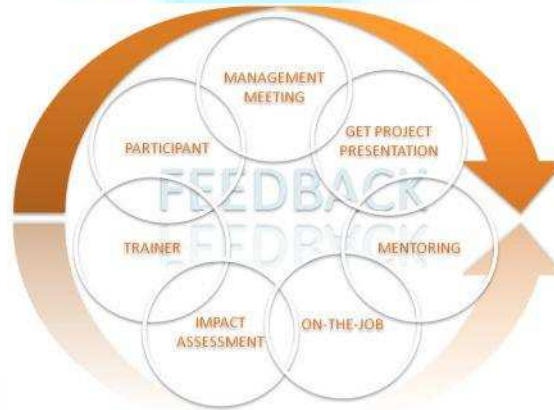 MANAGEMENT
MEETING
PARTICIPANT
GET PROJECT
PRESENTATION
FEEDBACK
TRAINER
MENTORING
IMPACT
ASSESSMENT
ON-THE-JOB